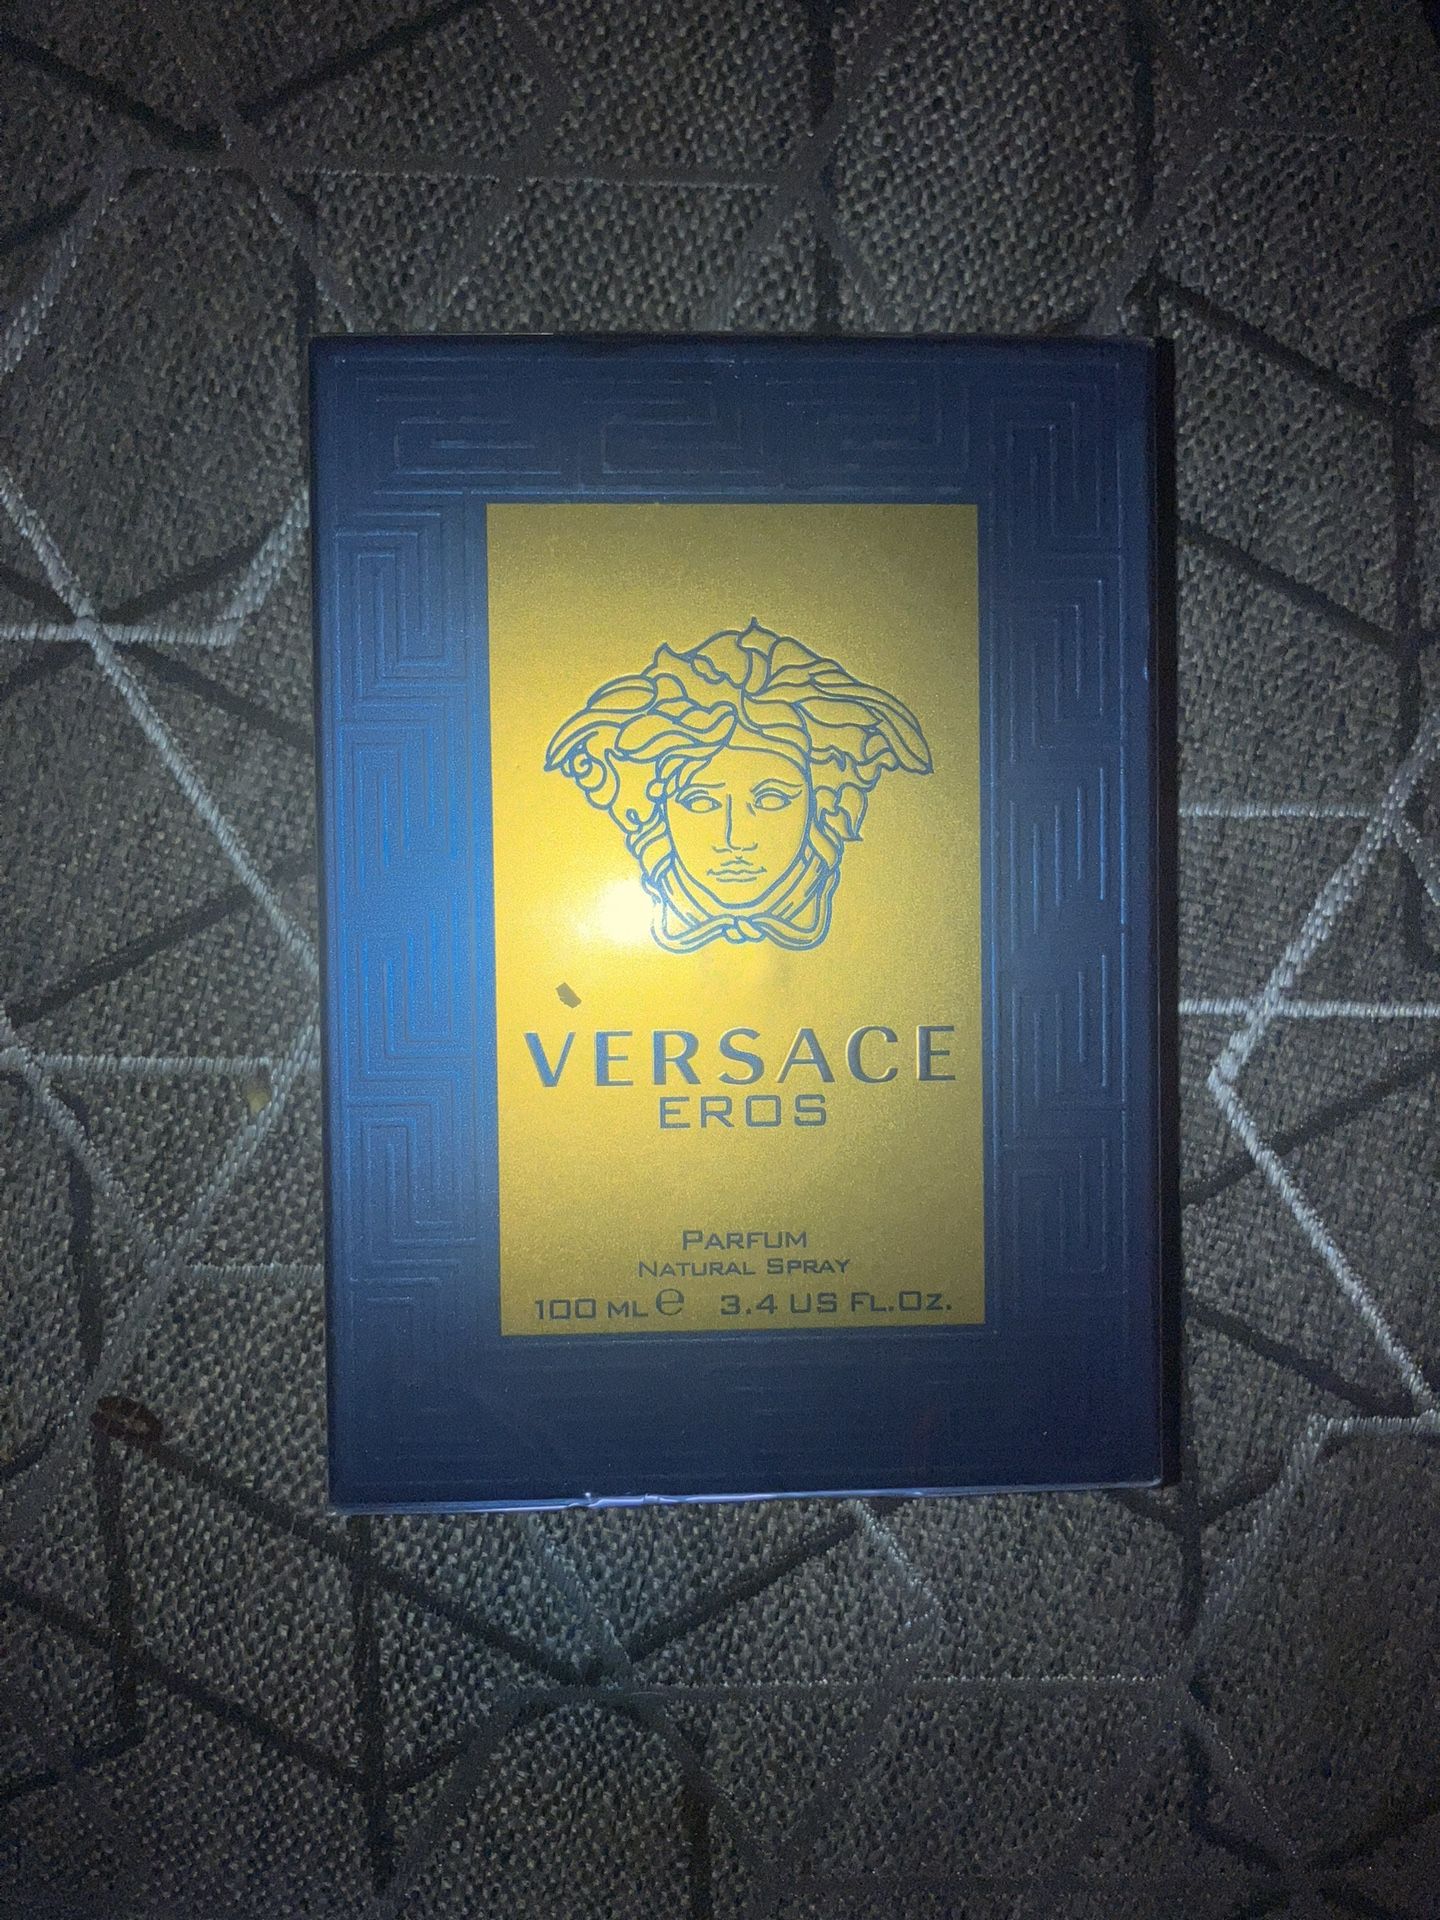 VERSACE
EROS
PARFUM
NATURAL SPRAY
100 ML ℮ 3.4 US FL.OZ.